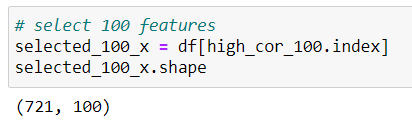 # select 100 features
selected_100_x = df[high_cor_100.index]
selected_100_x.shape
(721, 100)